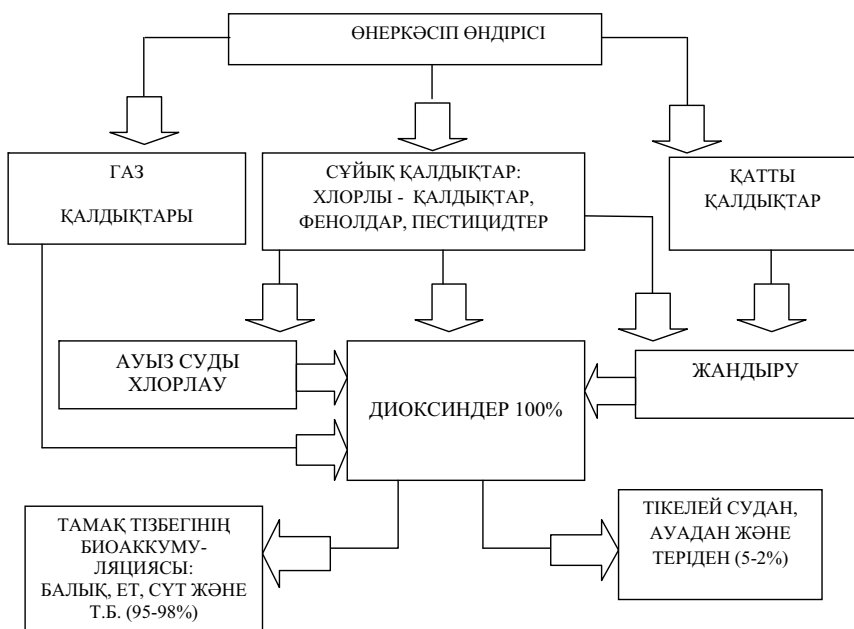 ӨНЕРКӘСІП ӨНДІРІСІ
ГАЗ
ҚАЛДЫҚТАРЫ
СҰЙЫҚ ҚАЛДЫҚТАР:
ХЛОРЛЫ - ҚАЛДЫҚТАР,
ФЕНОЛДАР, ПЕСТИЦИДТЕР
ҚАТТЫ
ҚАЛДЫҚТАР
АУЫЗ СУДЫ
ХЛОРЛАУ
ДИОКСИНДЕР 100%
ЖАНДЫРУ
ТАМАҚ ТІЗБЕГІНІҢ
БИОАККУМУ-
ЛЯЦИЯСЫ:
БАЛЫҚ, ЕТ, СҮТ ЖӘНЕ
Т.Б. (95-98%)
ТІКЕЛЕЙ СУДАН,
АУАДАН ЖӘНЕ
ТЕРІДЕН (5-2%)